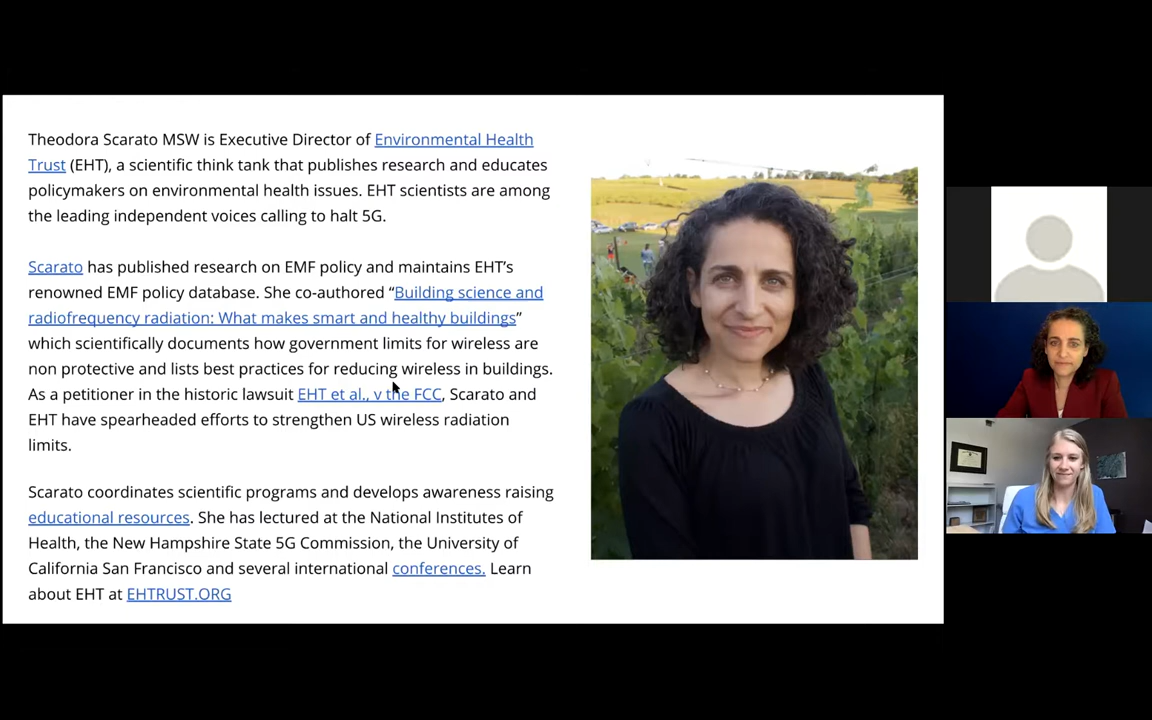 Theodora Scarato MSW is Executive Director of Environmental Health
Trust (EHT), a scientific think tank that publishes research and educates
policymakers on environmental health issues. EHT scientists are among
the leading independent voices calling to halt 5G.
Scarato has published research on EMF policy and maintains EHT’s
renowned EMF policy database. She co-authored “Building science and
radiofrequency radiation: What makes smart and healthy buildings”
which scientifically documents how government limits for wireless are
non protective and lists best practices for reducing wireless in buildings.
As a petitioner in the historic lawsuit EHT et al., v the FCC, Scarato and
EHT have spearheaded efforts to strengthen US wireless radiation
limits.
Scarato coordinates scientific programs and develops awareness raising
educational resources. She has lectured at the National Institutes of
Health, the New Hampshire State 5G Commission, the University of
California San Francisco and several international conferences. Learn
about EHT at EHTRUST.ORG